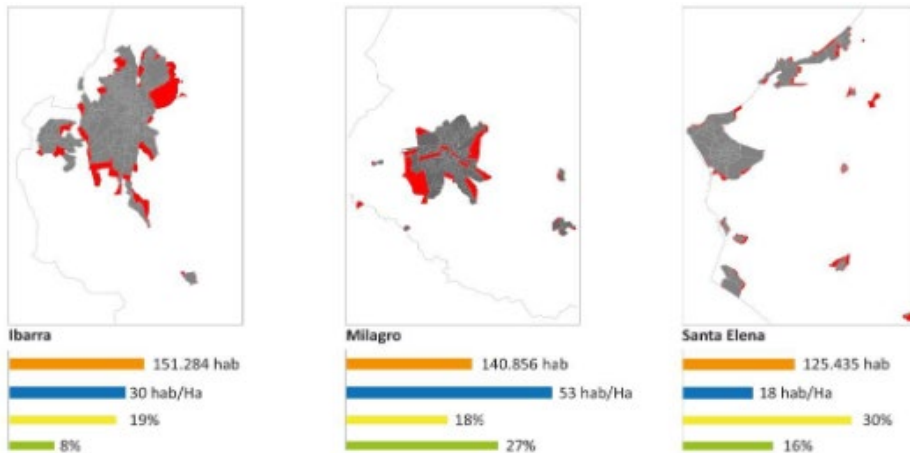 Ibarra
151.284 hab
30 hab/Ha
19%
8%
Milagro
140.856 hab
53 hab/Ha
18%
27%
Santa Elena
125.435 hab
18 hab/Ha
30%
16%